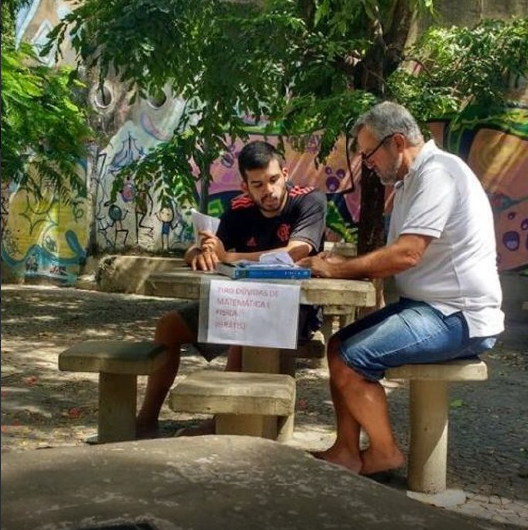 TIRO DÚVIDAS DE
MATEMÁTICA E
FÍSICA
(GRÁTIS)